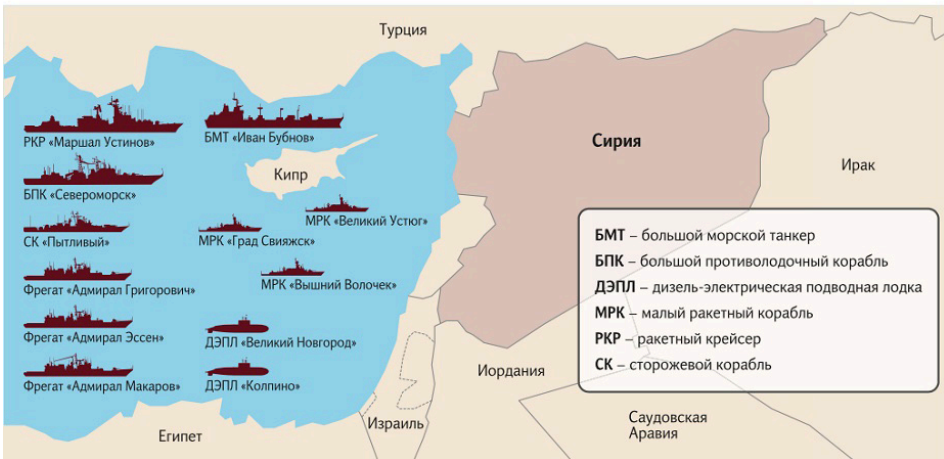 Турция
РКР «Маршал Устинов»
БМТ «Иван Бубнов»
Сирия
Ирак
Кипр
БПК «Североморск»
МРК «Великий Устюг»
СК «Пытливый»
МРК «Град Свияжск»
Фрегат «Адмирал Григорович»
МРК «Вышний Волочек»
Фрегат «Адмирал Эссен»
ДЭПЛ «Великий Новгород»
Фрегат «Адмирал Макаров»
ДЭПЛ «Колпино»
БМТ – большой морской танкер
БПК – большой противолодочный корабль
ДЭПЛ – дизель-электрическая подводная лодка
МРК – малый ракетный корабль
РКР – ракетный крейсер
СК – сторожевой корабль
Иордания
Египет
Израиль
Саудовская
Аравия